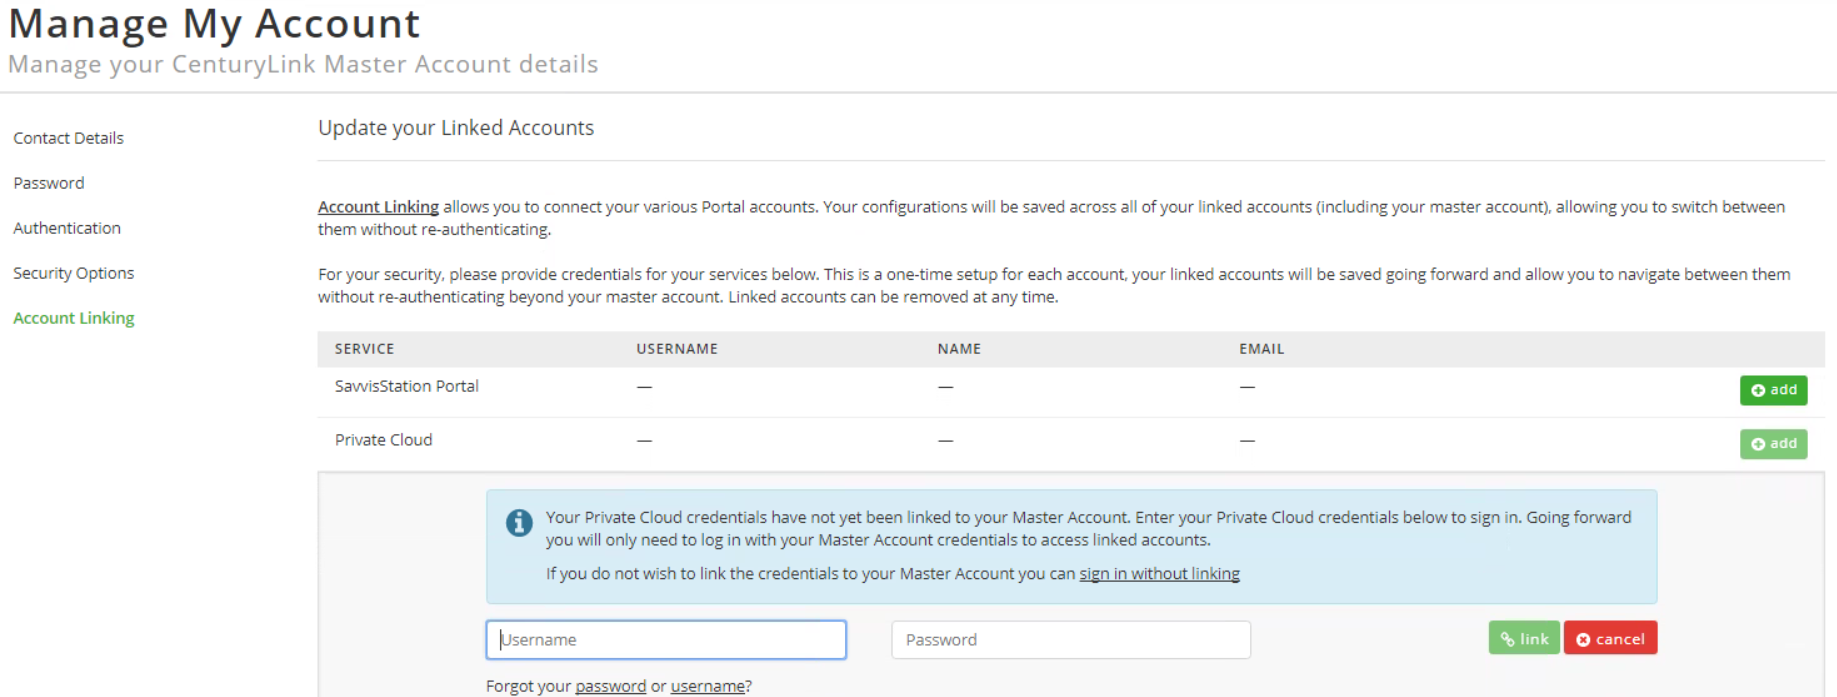 Manage My Account
Manage your CenturyLink Master Account details
Contact Details
Password
Authentication
Security Options
Account Linking
Update your Linked Accounts
Account Linking allows you to connect your various Portal accounts. Your configurations will be saved across all of your linked accounts (including your master account), allowing you to switch between
them without re-authenticating.
For your security, please provide credentials for your services below. This is a one-time setup for each account, your linked accounts will be saved going forward and allow you to navigate between them
without re-authenticating beyond your master account. Linked accounts can be removed at any time.
SERVICE USERNAME NAME EMAIL
SavvisStation Portal — — — add
Private Cloud — — — add
Your Private Cloud credentials have not yet been linked to your Master Account. Enter your Private Cloud credentials below to sign in. Going forward
you will only need to log in with your Master Account credentials to access linked accounts.
If you do not wish to link the credentials to your Master Account you can sign in without linking
Username Password link cancel
Forgot your password or username?